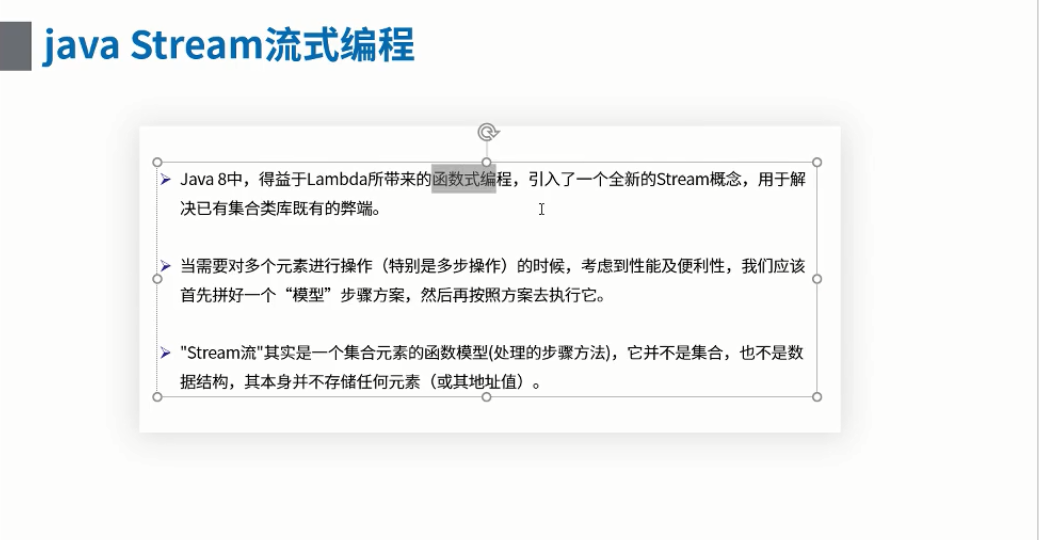 java Stream流式编程
Java 8中，得益于Lambda所带来的函数式编程，引入了一个全新的Stream概念，用于解
决已有集合类库既有的弊端。
当需要对多个元素进行操作（特别是多步操作）的时候，考虑到性能及便利性，我们应该
首先拼好一个“模型”步骤方案，然后再按照方案去执行它。
"Stream流"其实是一个集合元素的函数模型(处理的步骤方法)，它并不是集合，也不是数
据结构，其本身并不存储任何元素（或其地址值）。